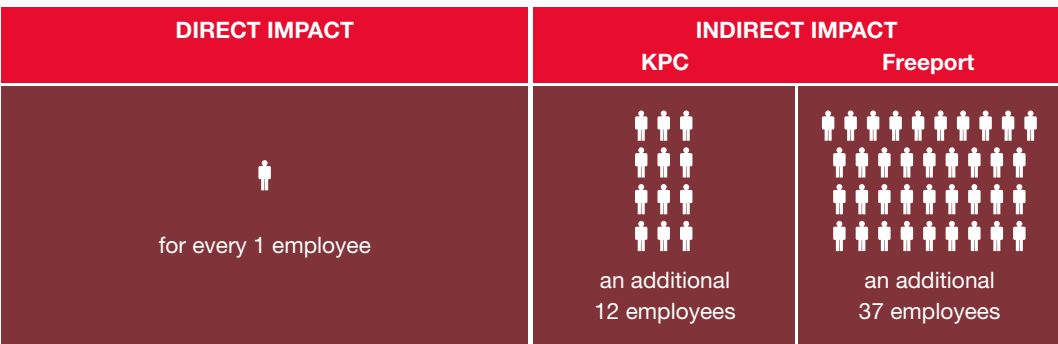 DIRECT IMPACT
INDIRECT IMPACT
KPC
Freeport
for every 1 employee
an additional
12 employees
an additional
37 employees